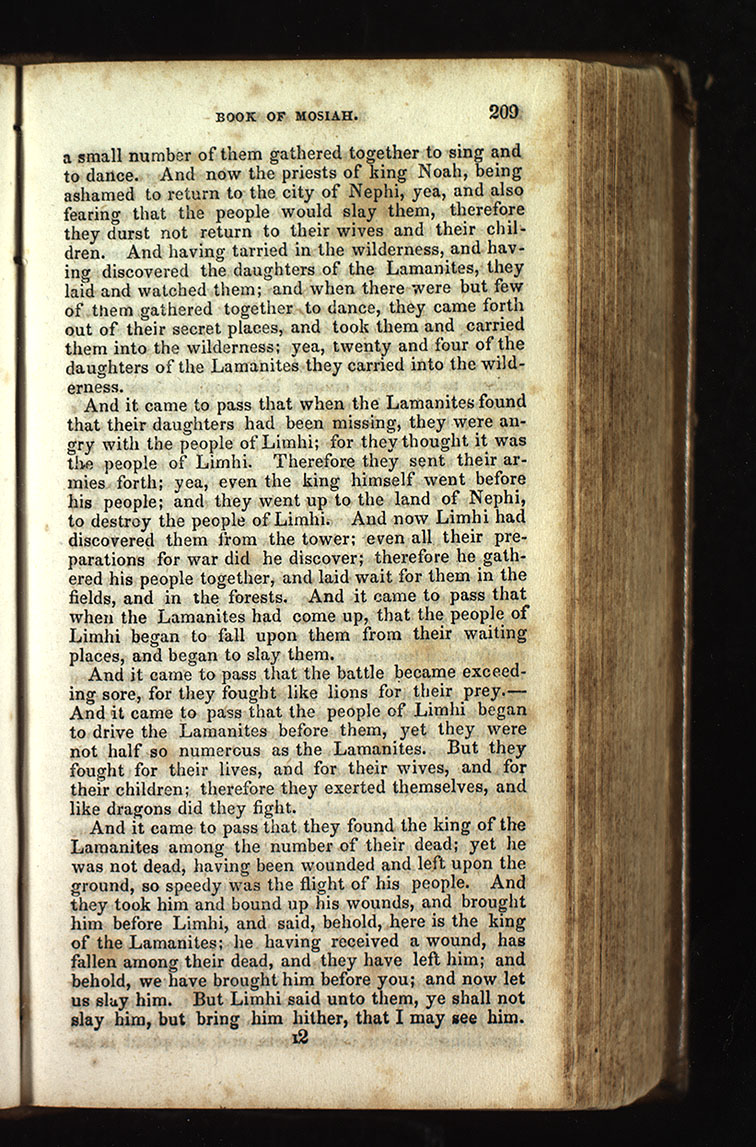 BOOK OF MOSIAH. 209
a small number of them gathered together to sing and
to dance. And now the priests of king Noah, being
ashamed to return to the city of Nephi, yea, and also
fearing that the people would slay them, therefore
they durst not return to their wives and their chil-
dren. And having tarried in the wilderness, and hav-
ing discovered the daughters of the Lamanites, they
laid and watched them; and when there were but few
of them gathered together to dance, they came forth
out of their secret places, and took them and carried
them into the wilderness; yea, twenty and four of the
daughters of the Lamanites they carried into the wild-
erness.
And it came to pass that when the Lamanites found
that their daughters had been missing, they were an-
gry with the people of Limhi; for they thought it was
the people of Limhi. Therefore they sent their ar-
mies forth; yea, even the king himself went before
his people; and they went up to the land of Nephi,
to destroy the people of Limhi. And now Limhi had
discovered them from the tower; even all their pre-
parations for war did he discover; therefore he gath-
ered his people together, and laid wait for them in the
fields, and in the forests. And it came to pass that
when the Lamanites had come up, that the people of
Limhi began to fall upon them from their waiting
places, and began to slay them.
And it came to pass that the battle became exceed-
ing sore, for they fought like lions for their prey.—
And it came to pass that the people of Limhi began
to drive the Lamanites before them, yet they were
not half so numerous as the Lamanites. But they
fought for their lives, and for their wives, and for
their children; therefore they exerted themselves, and
like dragons did they fight.
And it came to pass that they found the king of the
Lamanites among the number of their dead; yet he
was not dead, having been wounded and left upon the
ground, so speedy was the flight of his people. And
they took him and bound up his wounds, and brought
him before Limhi, and said, behold, here is the king
of the Lamanites; he having received a wound, has
fallen among their dead, and they have left him; and
behold, we have brought him before you; and now let
us slay him. But Limhi said unto them, ye shall not
slay him, but bring him hither, that I may see him.
I2